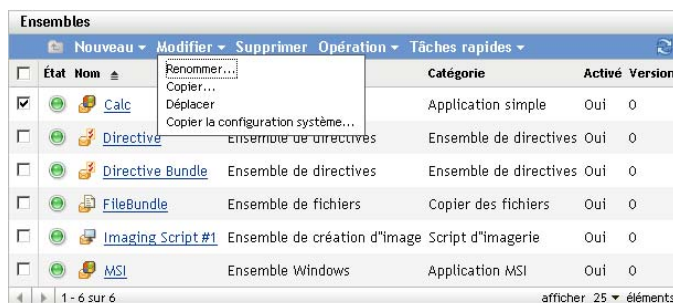 Ensembles
Nouveau Modifier Supprimer Opération Tâches rapides
État Nom Catégorie Activé Version
Renommer...
Copier...
Déplacer
Copier la configuration système...
Calc Application simple Oui 0
Directive Ensemble de directives Ensemble de directives Oui 0
Directive Bundle Ensemble de directives Ensemble de directives Oui 0
FileBundle Ensemble de fichiers Copier des fichiers Oui 0
Imaging Script #1 Ensemble de création d"image Script d"imagerie Oui 0
MSI Ensemble Windows Application MSI Oui 0
1 - 6 sur 6 afficher 25 éléments